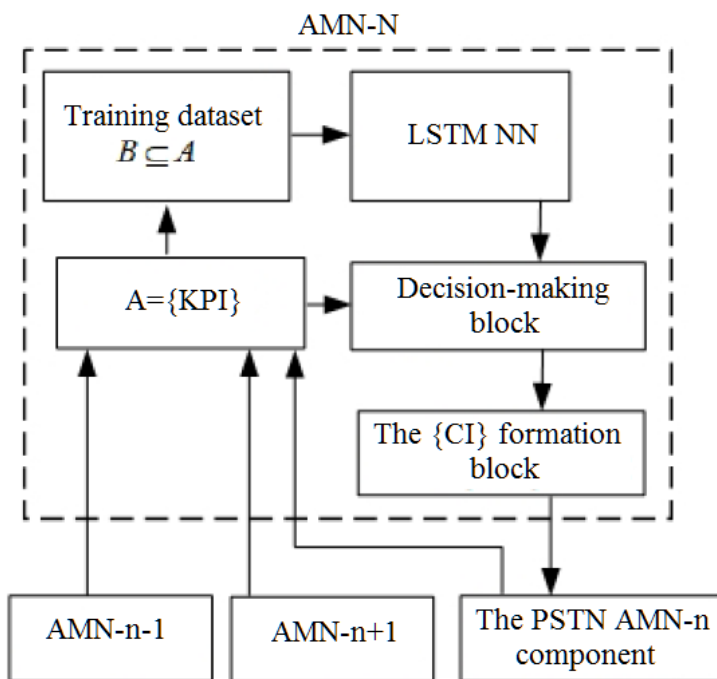 AMN-N
Training dataset
B ⊆ A
LSTM NN
A={KPI}
Decision-making
block
The {CI} formation
block
AMN-n-1
AMN-n+1
The PSTN AMN-n
component